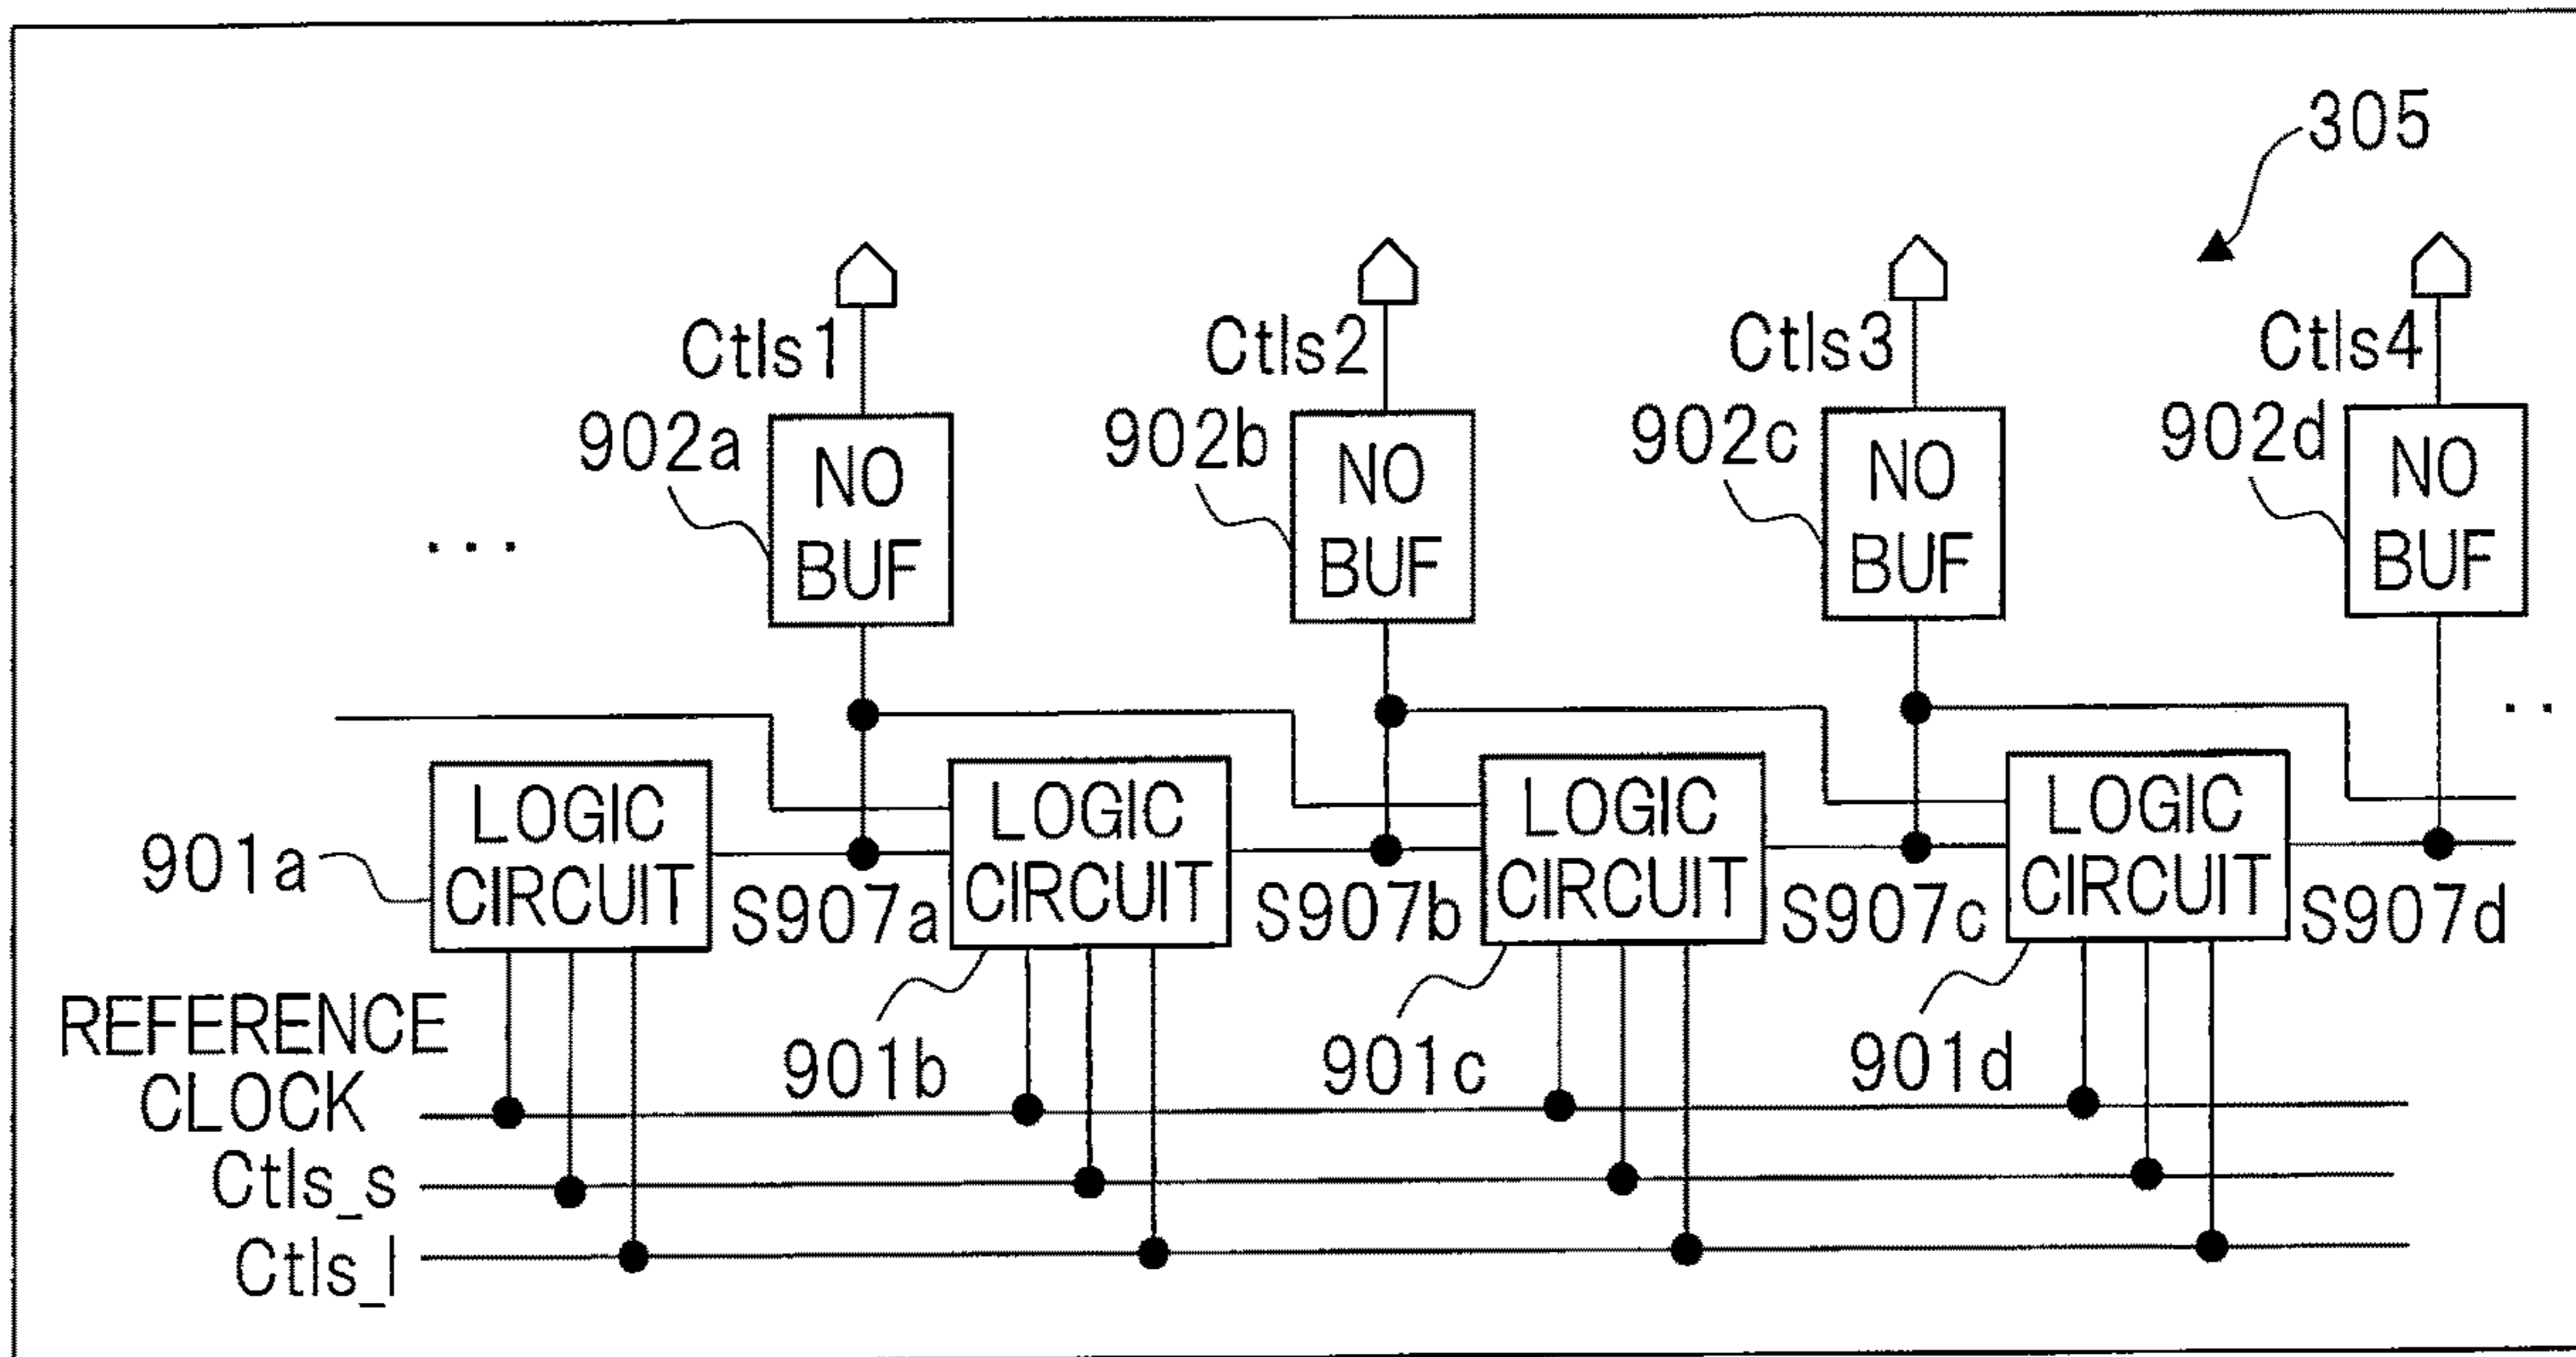 305
Ctls1
Ctls2
Ctls3
Ctls4
902a
902b
902c
902d
NO
BUF
NO
BUF
NO
BUF
NO
BUF
...
..
901a
LOGIC
CIRCUIT
S907a
LOGIC
CIRCUIT
S907b
LOGIC
CIRCUIT
S907c
LOGIC
CIRCUIT
S907d
901b
901c
901d
REFERENCE
CLOCK
Ctls_s
Ctls_l